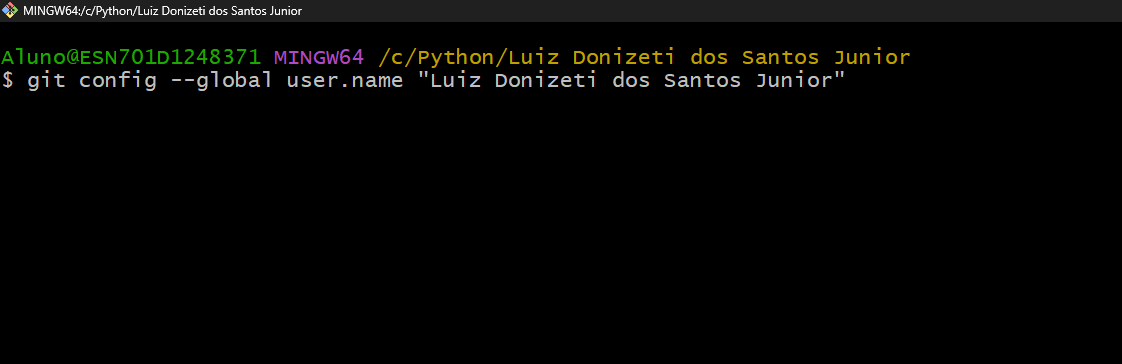 MINGW64:/c/Python/Luiz Donizeti dos Santos Junior
Aluno@ESN701D1248371 MINGW64 /c/Python/Luiz Donizeti dos Santos Junior
$ git config --global user.name "Luiz Donizeti dos Santos Junior"